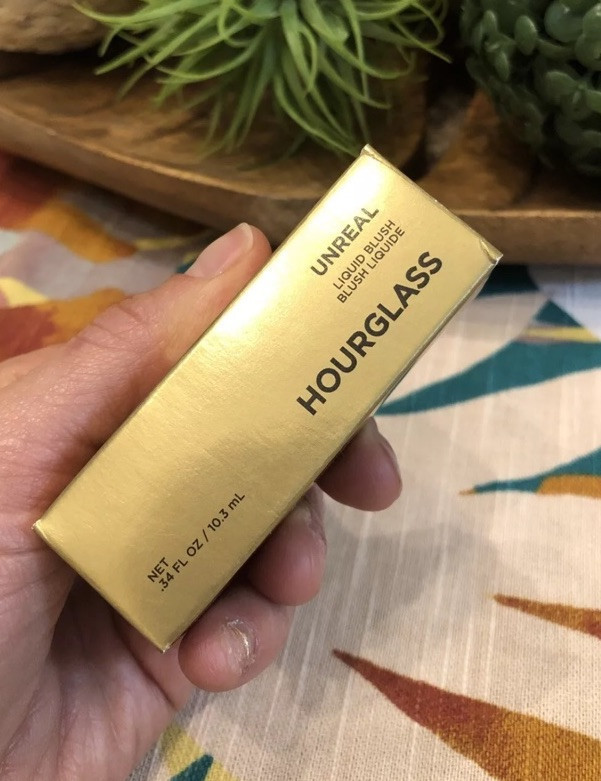 UNREAL
LIQUID BLUSH
BLUSH LIQUIDE
HOURGLASS
NET
.34 FL OZ / 10.3 mL